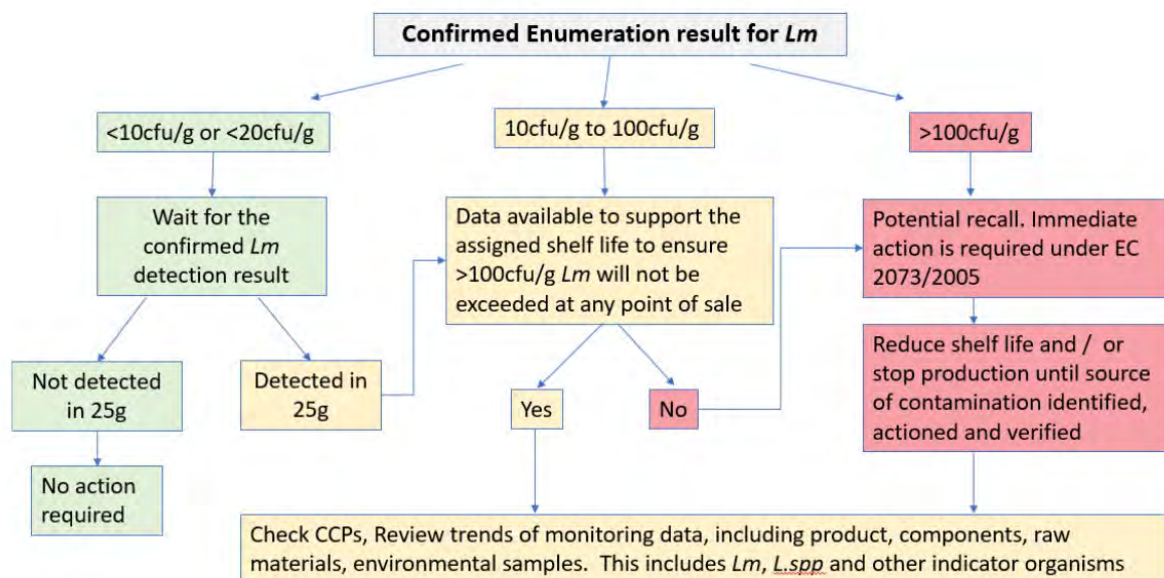 Confirmed Enumeration result for Lm
<10cfu/g or <20cfu/g
10cfu/g to 100cfu/g
>100cfu/g
Wait for the
confirmed Lm
detection result
Data available to support the
assigned shelf life to ensure
>100cfu/g Lm will not be
exceeded at any point of sale
Potential recall. Immediate
action is required under EC
2073/2005
Not detected
in 25g
Detected in
25g
Yes
No
Reduce shelf life and / or
stop production until source
of contamination identified,
actioned and verified
No action
required
Check CCPs, Review trends of monitoring data, including product, components, raw
materials, environmental samples.  This includes Lm, L.spp and other indicator organisms